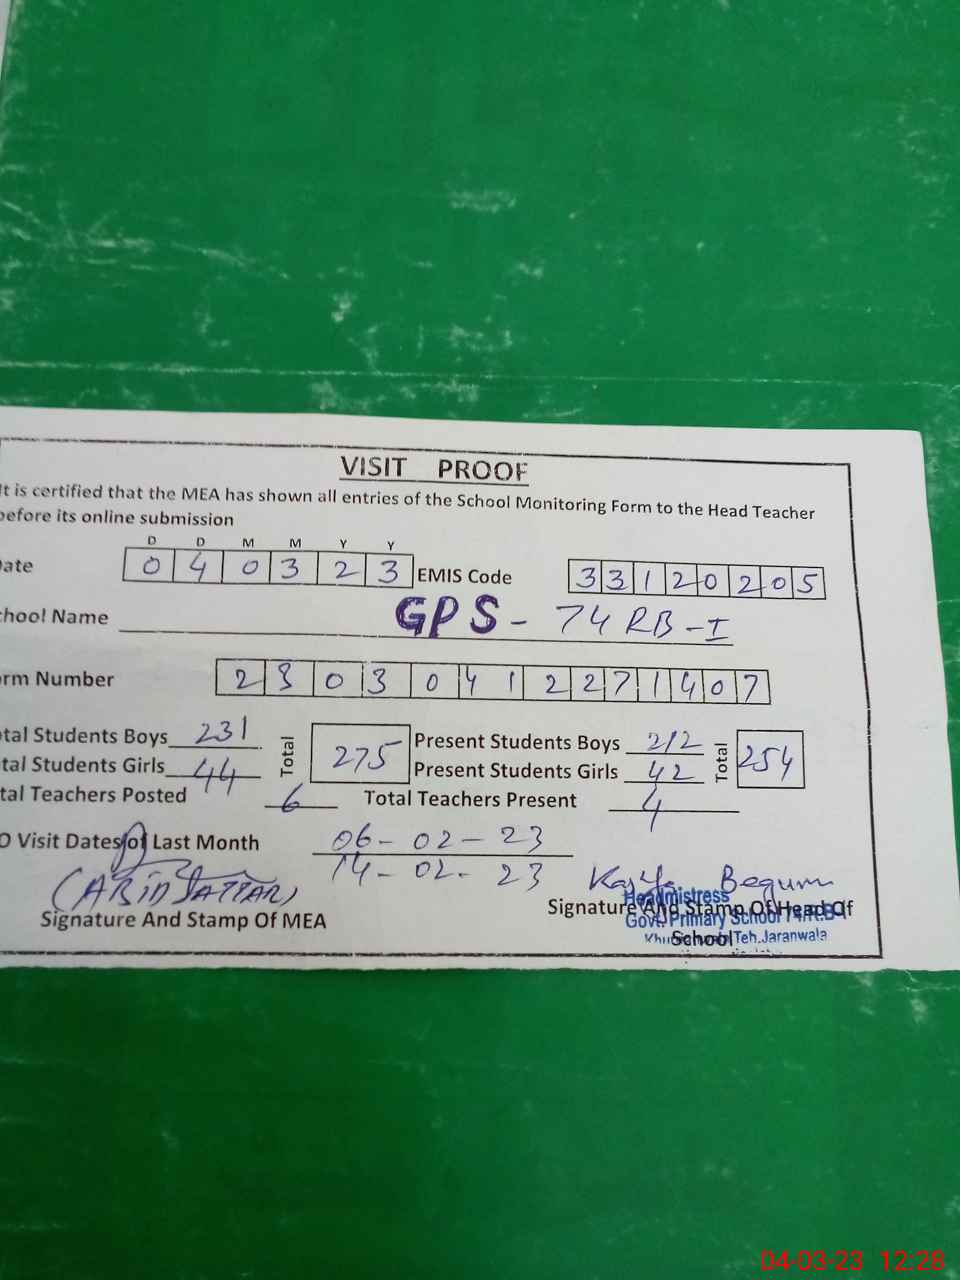 VISIT PROOF
It is certified that the MEA has shown all entries of the School Monitoring Form to the Head Teacher
before its online submission
D D M M Y Y
ate 0 4 0 3 2 3 EMIS Code 3 3 1 2 0 2 0 5
chool Name GPS - 74 RB - I
rm Number 2 3 0 3 0 4 1 2 2 7 1 4 0 7
tal Students Boys 231 Total 275 Present Students Boys 212 Total 254
tal Students Girls 44 Present Students Girls 42
tal Teachers Posted 6 Total Teachers Present 4
O Visit Dates of Last Month 06-02-23
14-02-23
(ABID SATTAR) Begum
Signature And Stamp Of MEA Signature And Stamp Of Head Of
School
Headmistress
Govt. Primary School
Teh.Jaranwala
04-03-23 12:28